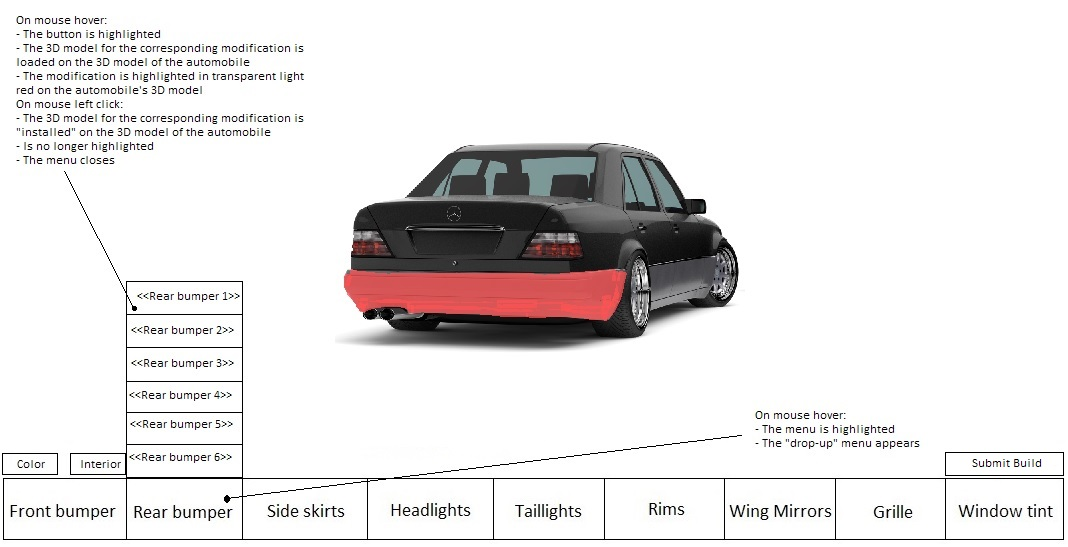 On mouse hover:
- The button is highlighted
- The 3D model for the corresponding modification is
loaded on the 3D model of the automobile
- The modification is highlighted in transparent light
red on the automobile's 3D model
On mouse left click:
- The 3D model for the corresponding modification is
"installed" on the 3D model of the automobile
- Is no longer highlighted
- The menu closes
<<Rear bumper 1>>
<<Rear bumper 2>>
<<Rear bumper 3>>
<<Rear bumper 4>>
<<Rear bumper 5>>
<<Rear bumper 6>>
On mouse hover:
- The menu is highlighted
- The "drop-up" menu appears
Color Interior Submit Build
Front bumper Rear bumper Side skirts Headlights Taillights Rims Wing Mirrors Grille Window tint